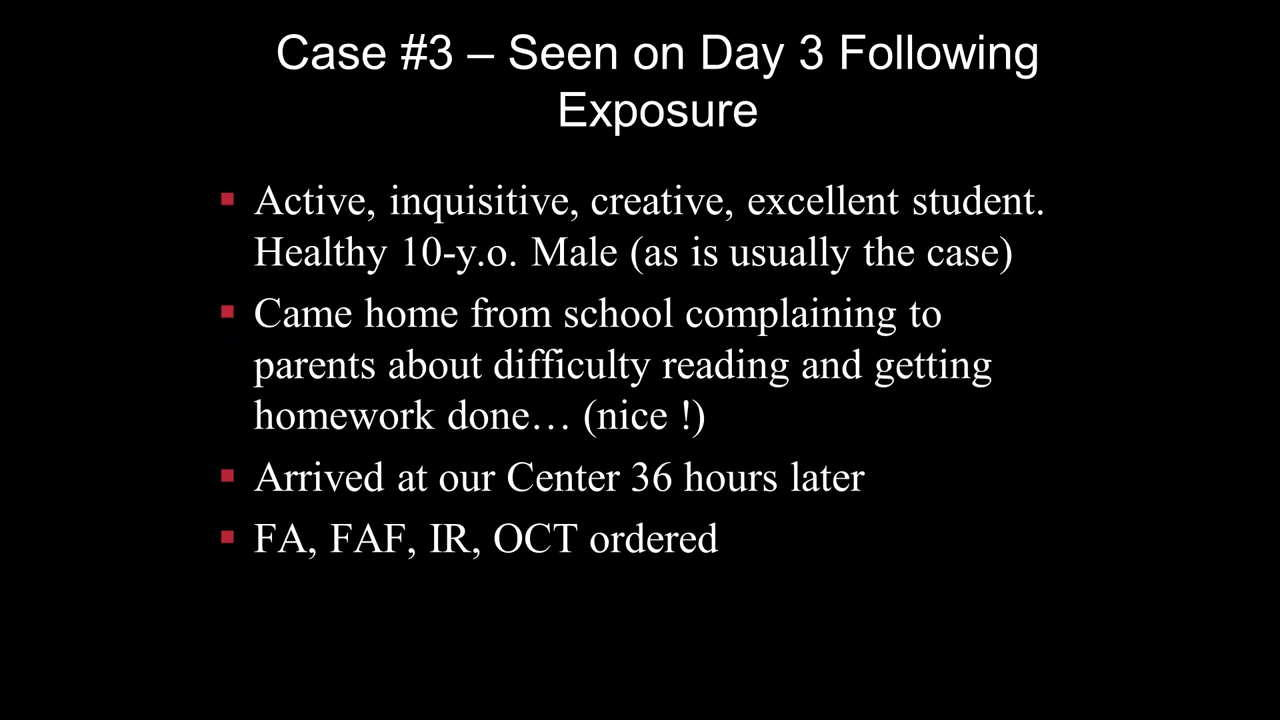 Case #3 – Seen on Day 3 Following
Exposure
▪ Active, inquisitive, creative, excellent student.
Healthy 10-y.o. Male (as is usually the case)
▪ Came home from school complaining to
parents about difficulty reading and getting
homework done… (nice !)
▪ Arrived at our Center 36 hours later
▪ FA, FAF, IR, OCT ordered